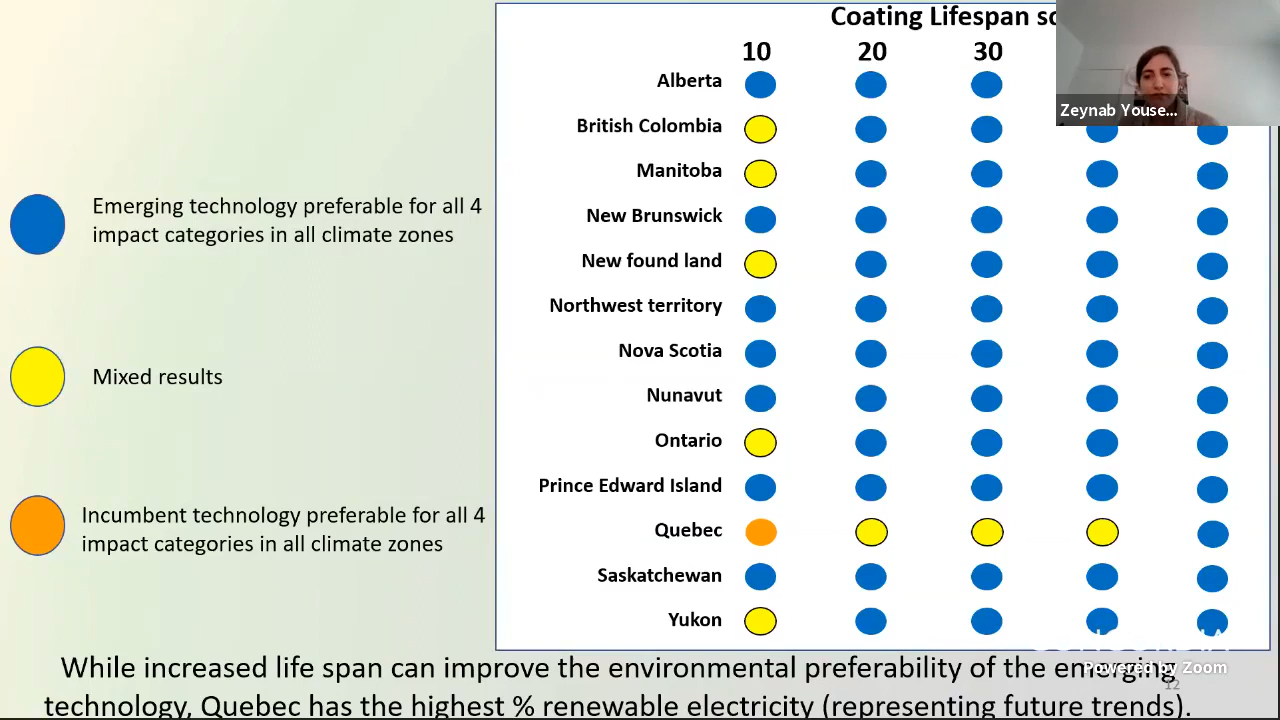 Coating Lifespan
10 20 30
Alberta
British Colombia
Manitoba
New Brunswick
New found land
Northwest territory
Nova Scotia
Nunavut
Ontario
Prince Edward Island
Quebec
Saskatchewan
Yukon
Emerging technology preferable for all 4
impact categories in all climate zones
Mixed results
Incumbent technology preferable for all 4
impact categories in all climate zones
Zeynab Youse...
While increased life span can improve the environmental preferability of the emerging
technology, Quebec has the highest % renewable electricity (representing future trends).
Powered by Zoom
12